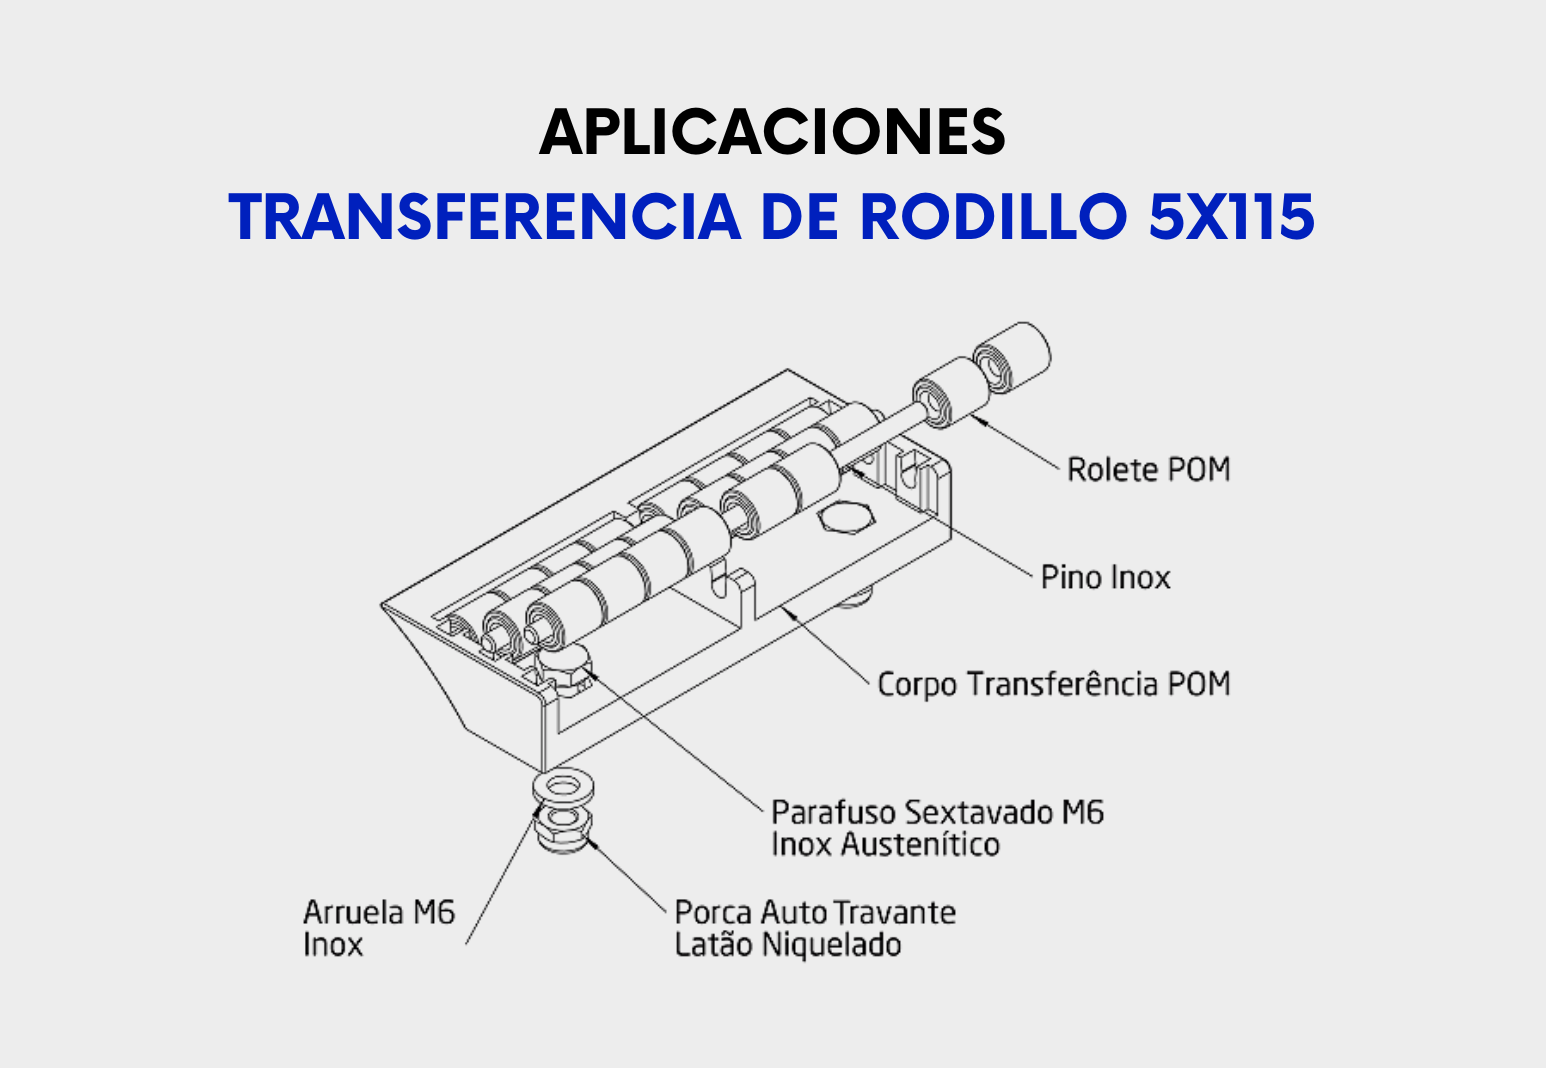 APLICACIONES
TRANSFERENCIA DE RODILLO 5X115
Rolete POM
Pino Inox
Corpo Transferência POM
Parafuso Sextavado M6
Inox Austenítico
Arruela M6
Inox
Porca Auto Travante
Latão Niquelado